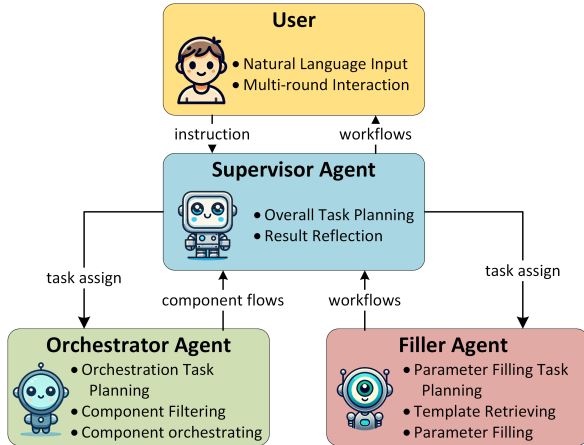 User
• Natural Language Input
• Multi-round Interaction
instruction
workflows
Supervisor Agent
• Overall Task Planning
• Result Reflection
task assign
component flows
workflows
task assign
Orchestrator Agent
• Orchestration Task
Planning
• Component Filtering
• Component orchestrating
Filler Agent
• Parameter Filling Task
Planning
• Template Retrieving
• Parameter Filling